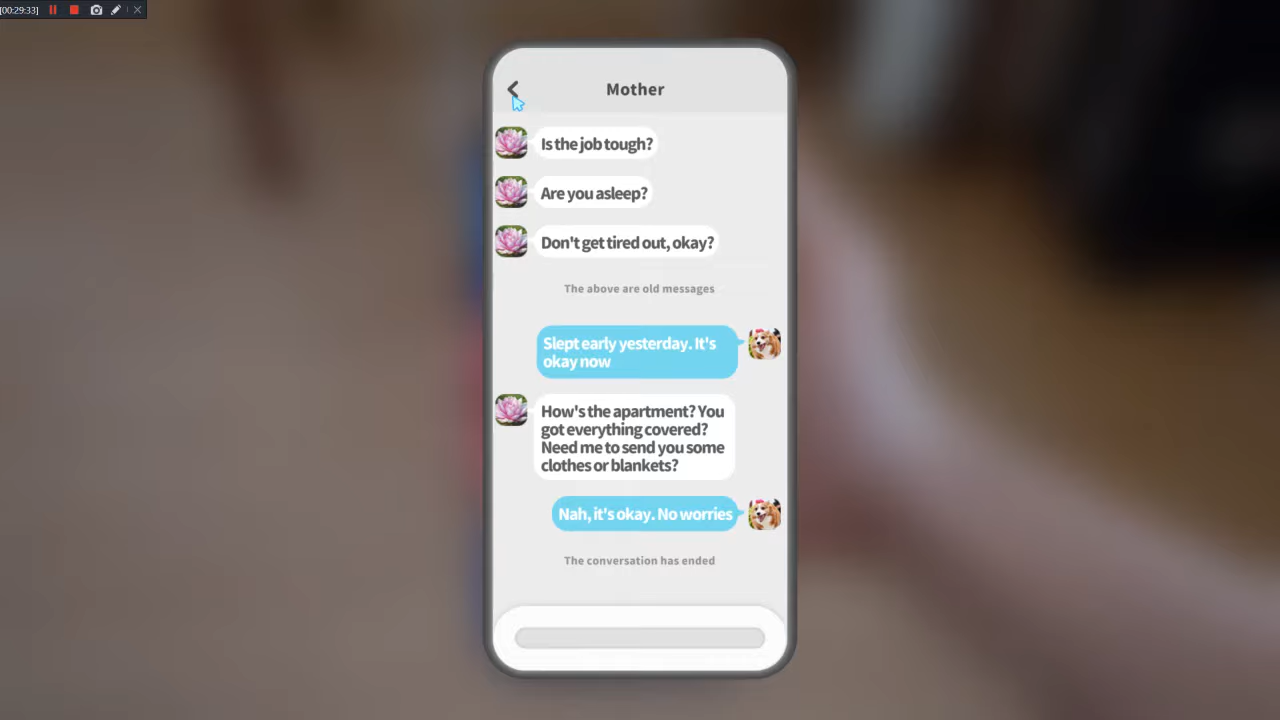 [00:29:33]
Mother
Is the job tough?
Are you asleep?
Don't get tired out, okay?
The above are old messages
Slept early yesterday. It's
okay now
How's the apartment? You
got everything covered?
Need me to send you some
clothes or blankets?
Nah, it's okay. No worries
The conversation has ended